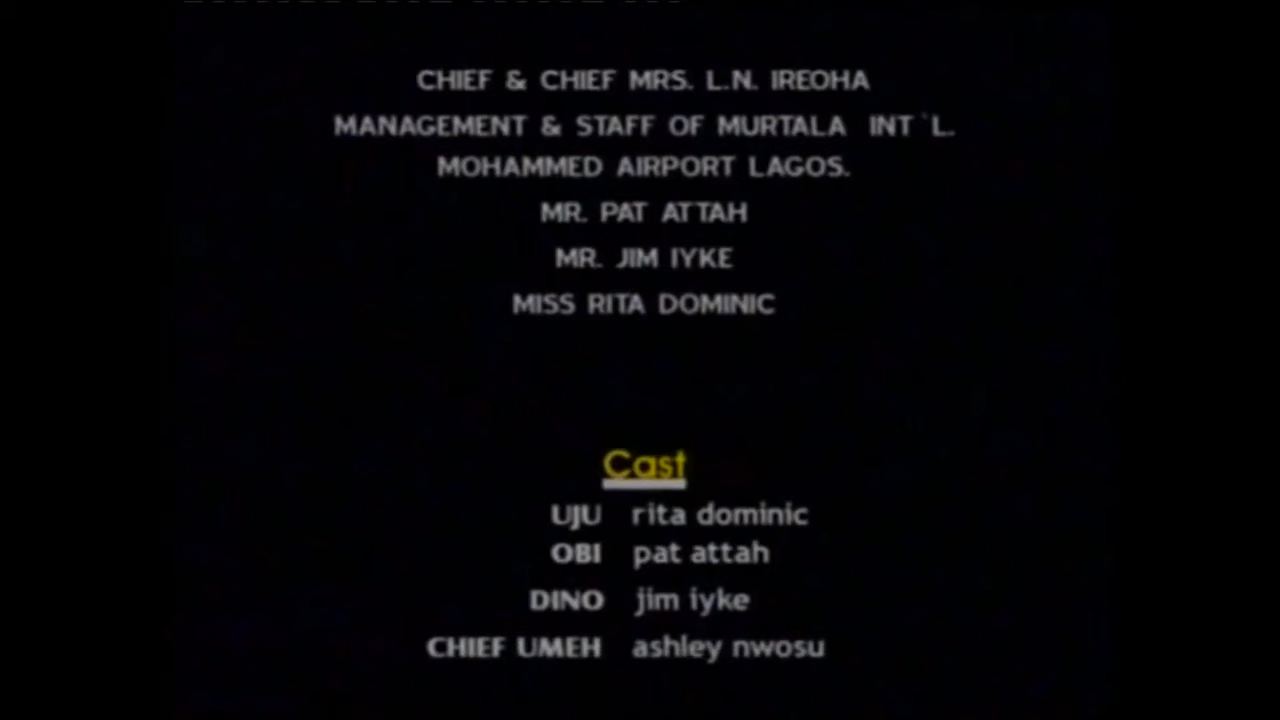 CHIEF & CHIEF MRS. L.N. IREOHA
MANAGEMENT & STAFF OF MURTALA INT`L.
MOHAMMED AIRPORT LAGOS.
MR. PAT ATTAH
MR. JIM IYKE
MISS RITA DOMINIC
Cast
UJU rita dominic
OBI pat attah
DINO jim iyke
CHIEF UMEH ashley nwosu